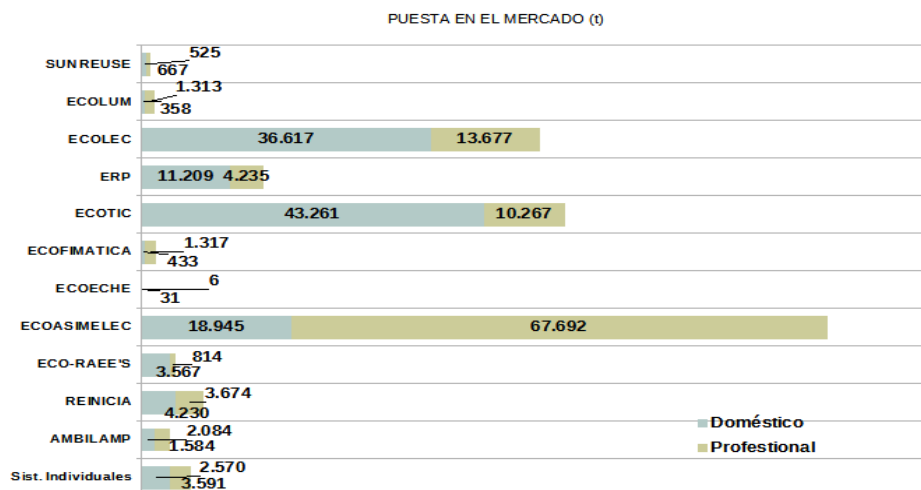 PUESTA EN EL MERCADO (t)
525
SUNREUSE
667
1.313
ECOLUM
358
ECOLEC 36.617 13.677
ERP 11.209 4.235
ECOTIC 43.261 10.267
1.317
ECOFIMATICA
433
6
ECOECHE
31
ECOASIMELEC 18.945 67.692
814
ECO-RAEE'S
3.567
3.674
REINICIA
4.230
Doméstico
2.084
AMBILAMP
1.584
Profestional
2.570
Sist. Individuales
3.591